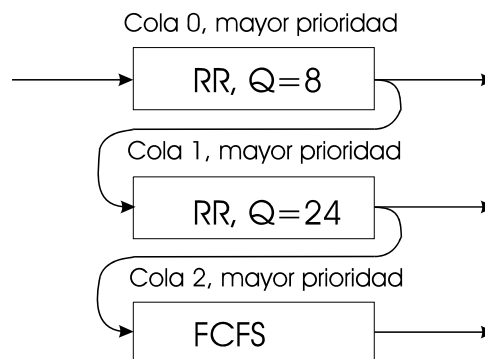 Cola 0, mayor prioridad
RR, Q=8
Cola 1, mayor prioridad
RR, Q=24
Cola 2, mayor prioridad
FCFS